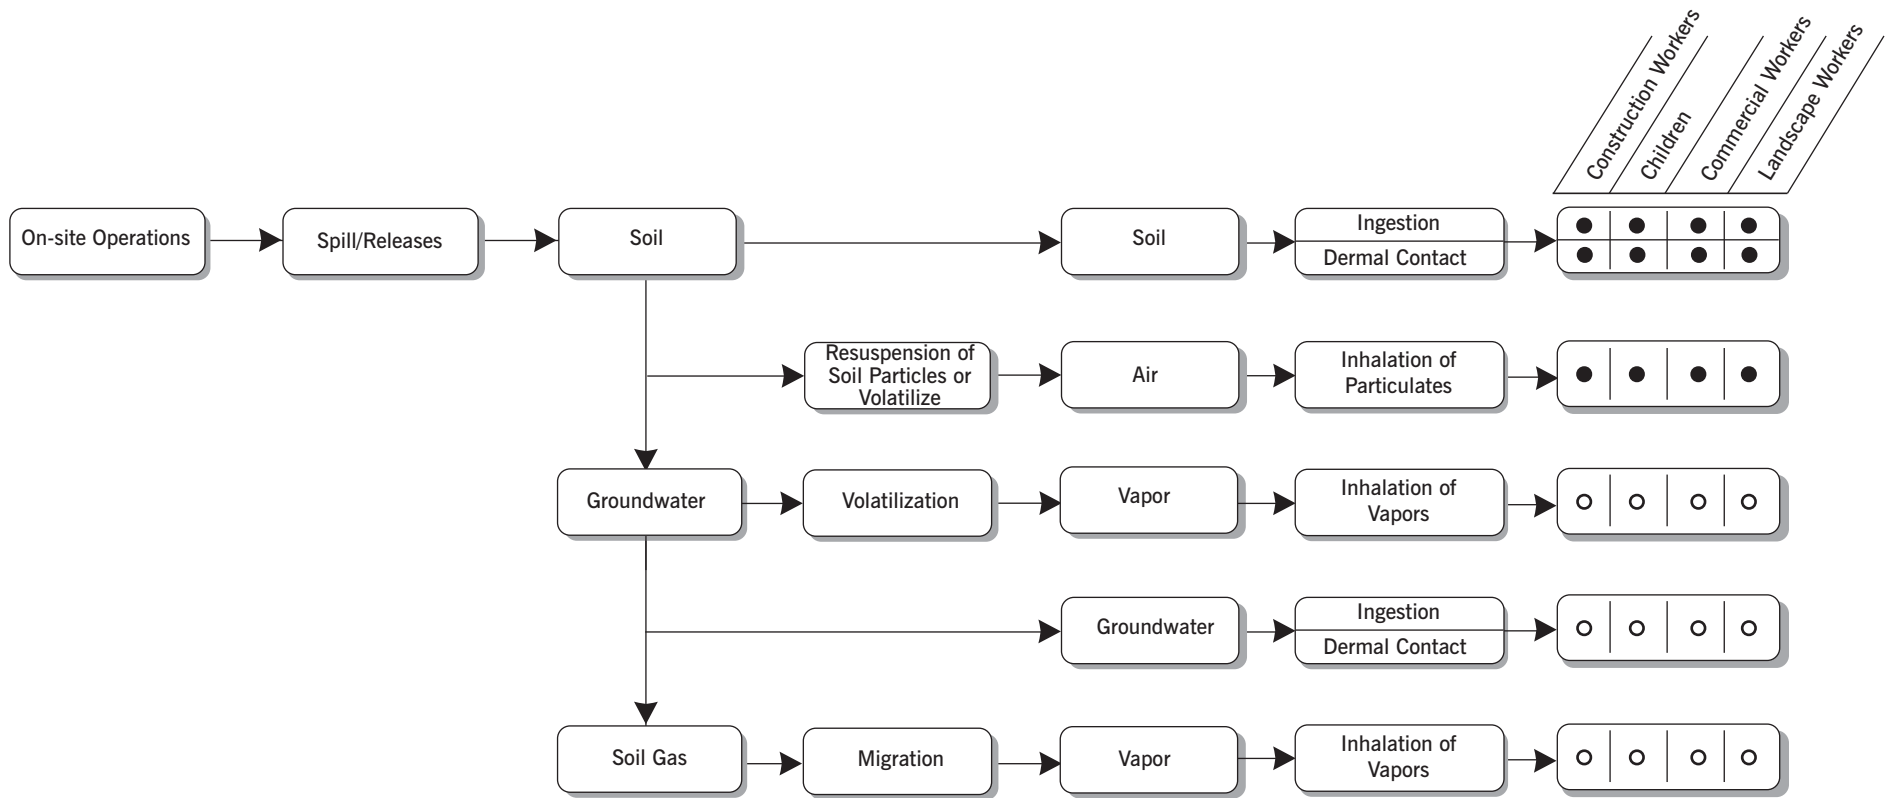 Construction Workers
Children
Commercial Workers
Landscape Workers
On-site Operations
Spill/Releases
Soil
Soil
Ingestion
Dermal Contact
Resuspension of
Soil Particles or
Volatilize
Air
Inhalation of
Particulates
Groundwater
Volatilization
Vapor
Inhalation of
Vapors
Groundwater
Ingestion
Dermal Contact
Soil Gas
Migration
Vapor
Inhalation of
Vapors